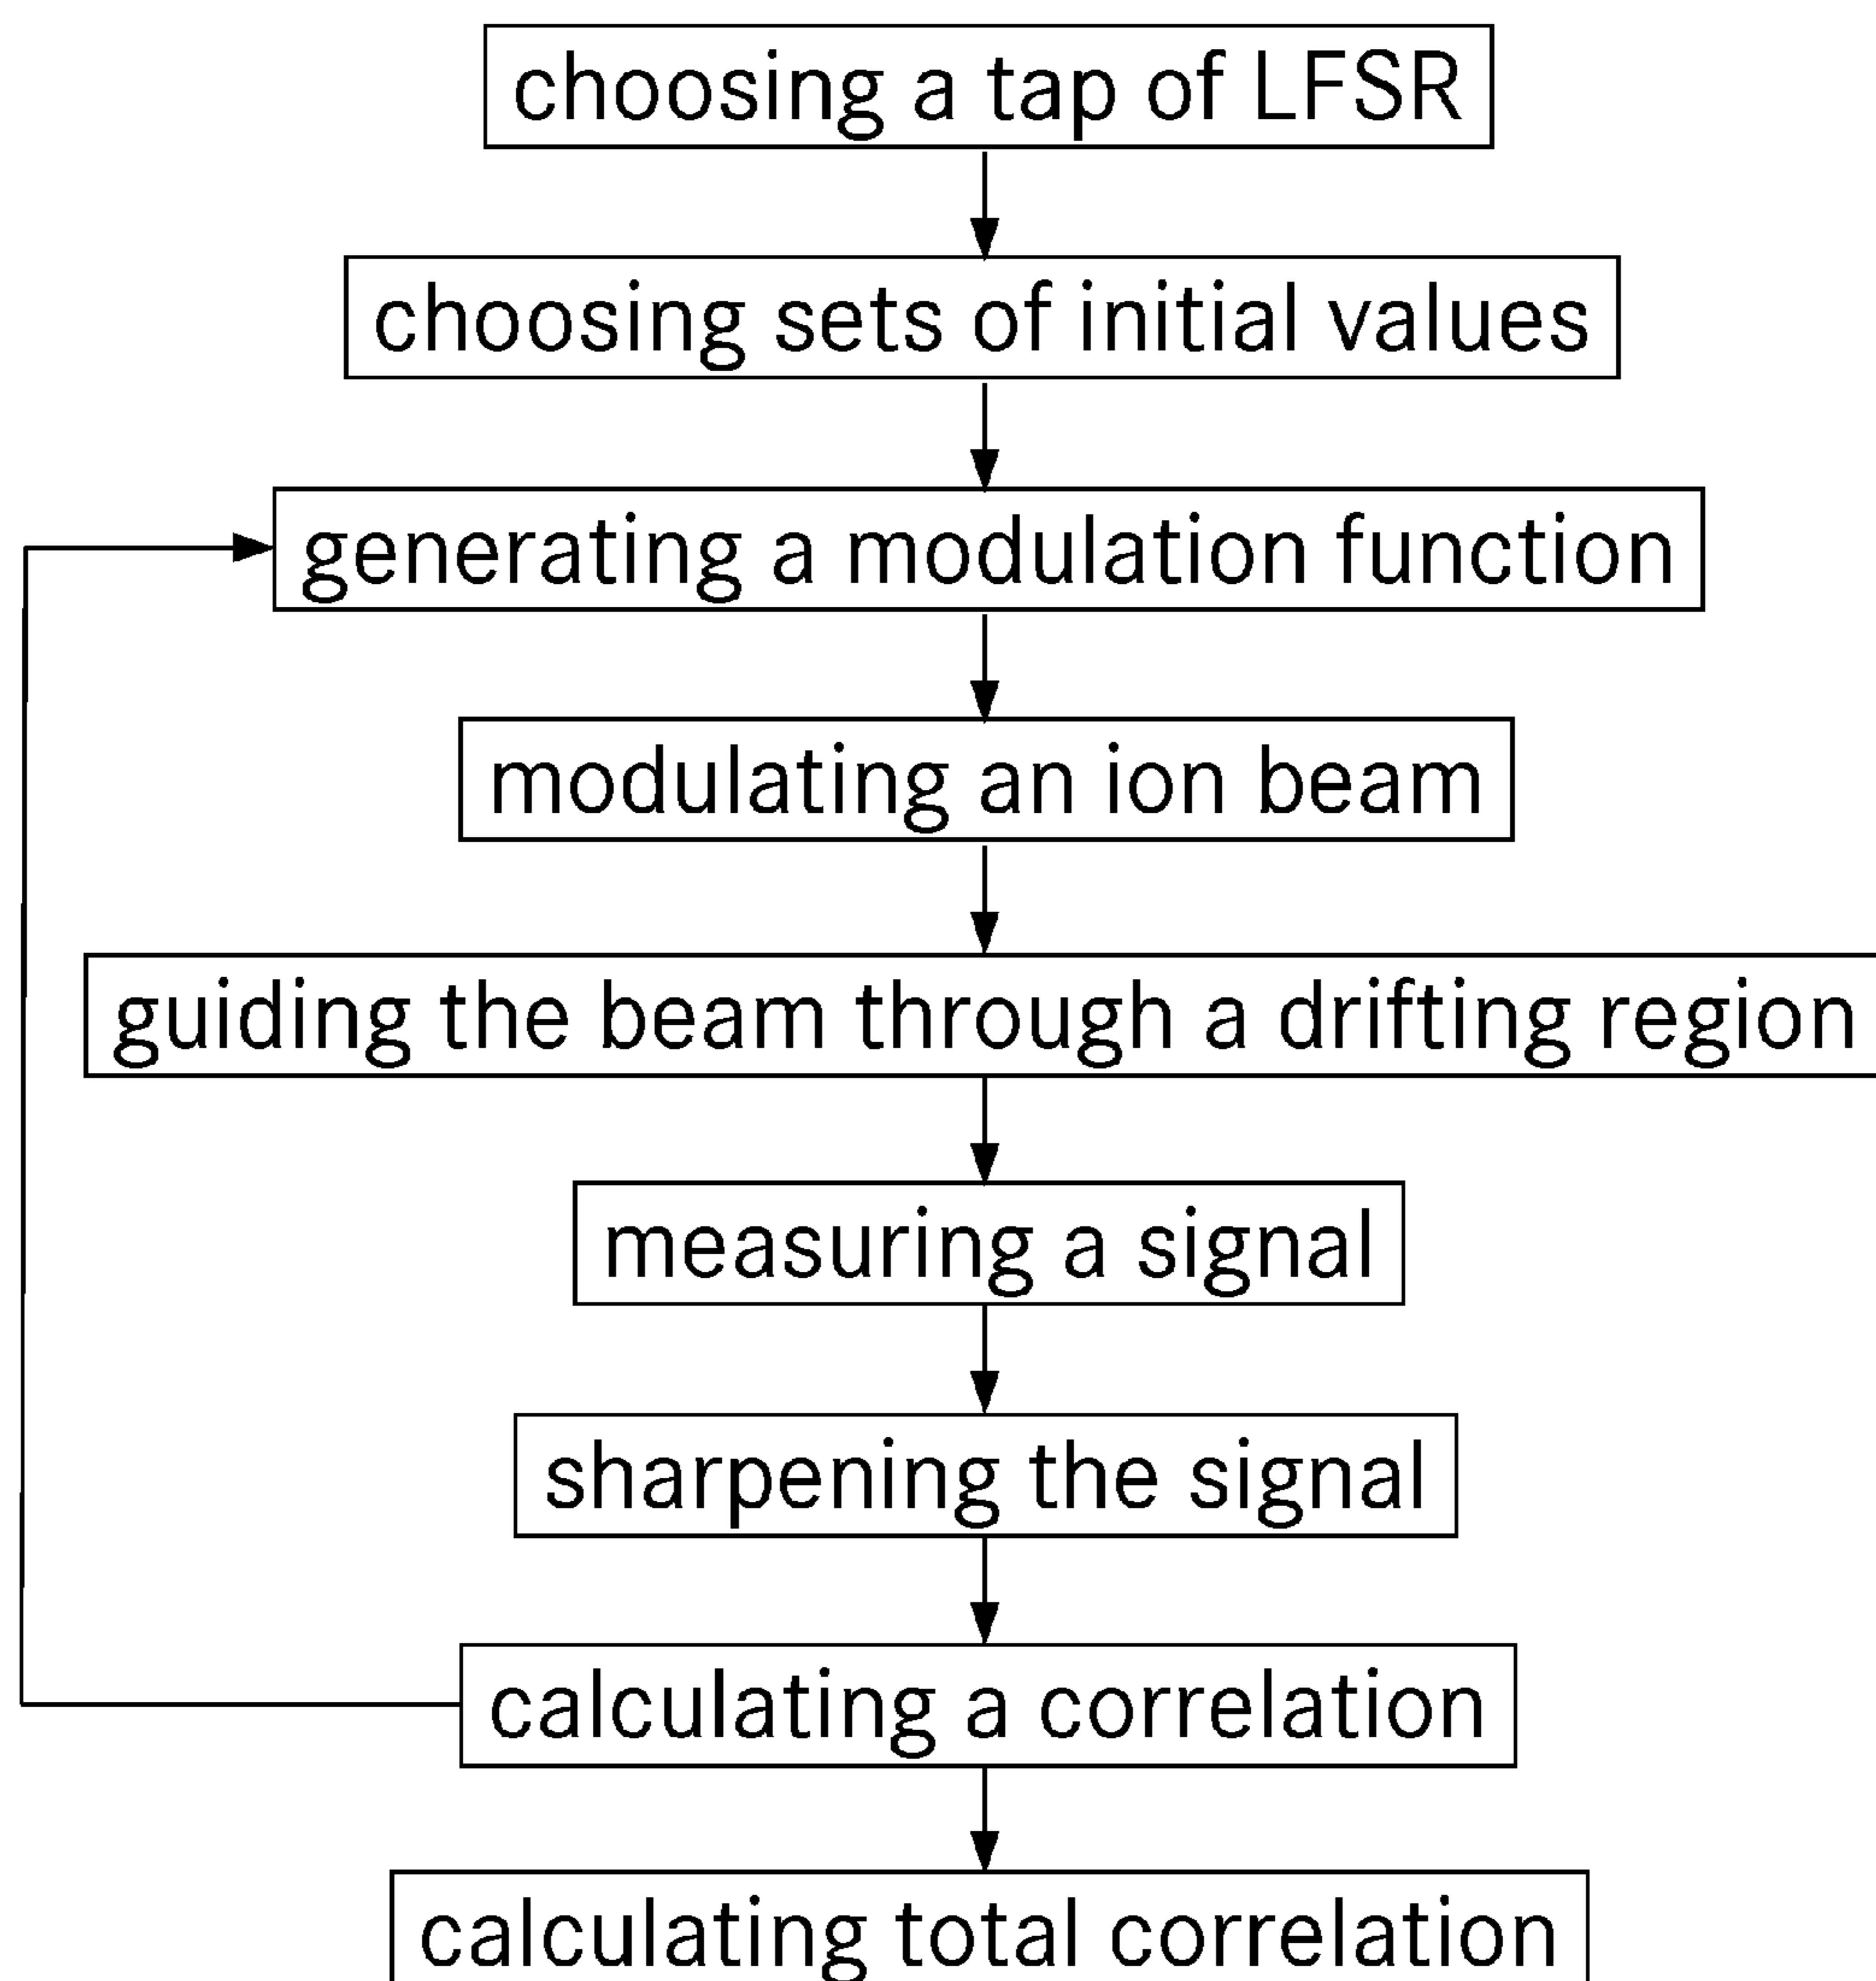 choosing a tap of LFSR
choosing sets of initial values
generating a modulation function
modulating an ion beam
guiding the beam through a drifting region
measuring a signal
sharpening the signal
calculating a correlation
calculating total correlation